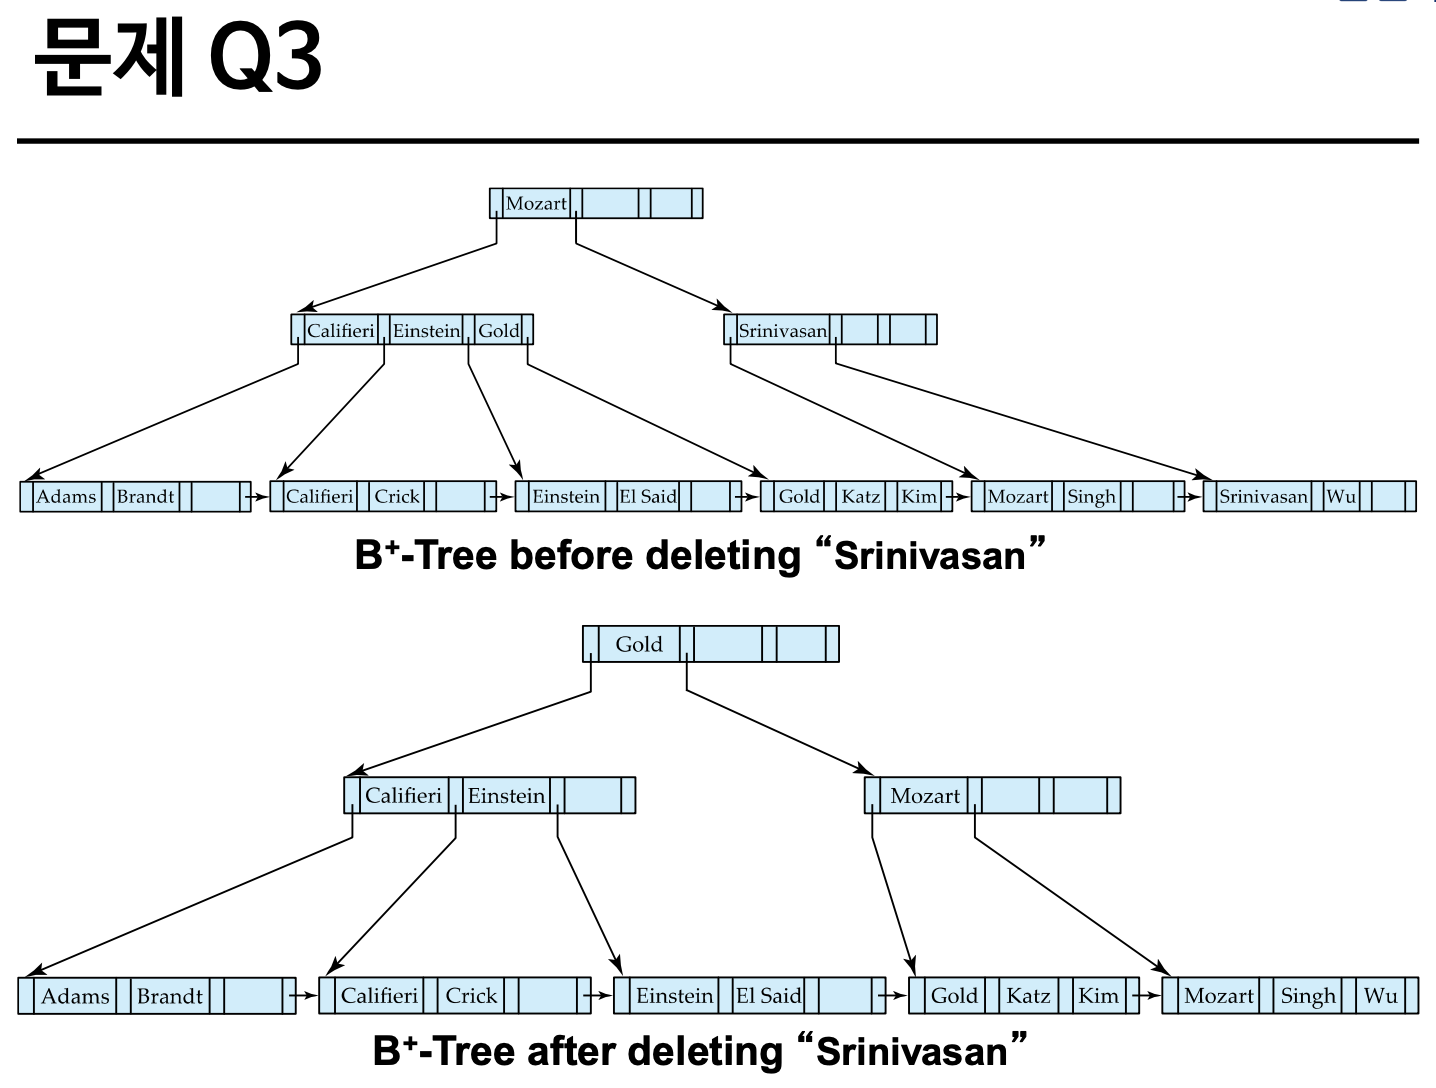 문제 Q3
Mozart
Califieri Einstein Gold Srinivasan
Adams Brandt Califieri Crick Einstein El Said Gold Katz Kim Mozart Singh Srinivasan Wu
B+-Tree before deleting “Srinivasan”
Gold
Califieri Einstein Mozart
Adams Brandt Califieri Crick Einstein El Said Gold Katz Kim Mozart Singh Wu
B+-Tree after deleting “Srinivasan”